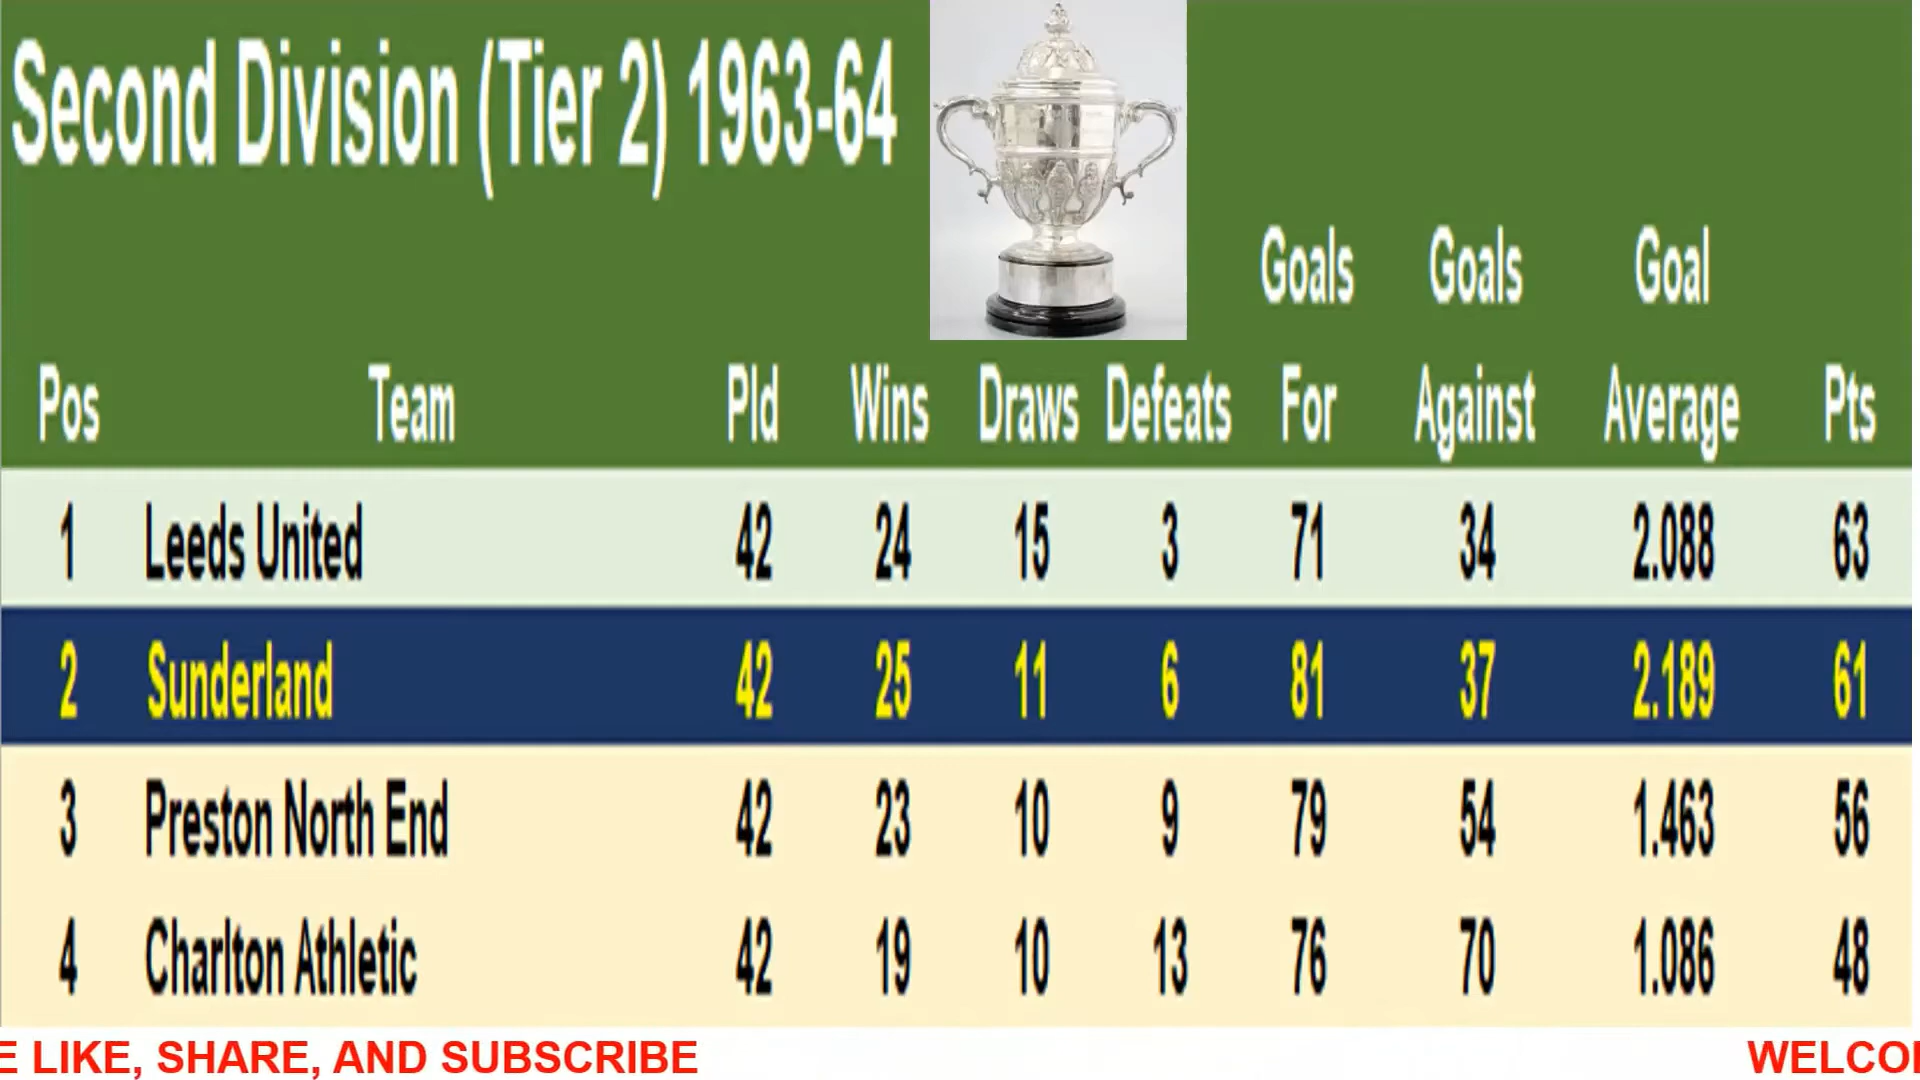 Second Division (Tier 2) 1963-64
Goals Goals Goal
Pos Team Pld Wins Draws Defeats For Against Average Pts
1 Leeds United 42 24 15 3 71 34 2.088 63
2 Sunderland 42 25 11 6 81 37 2.189 61
3 Preston North End 42 23 10 9 79 54 1.463 56
4 Charlton Athletic 42 19 10 13 76 70 1.086 48
E LIKE, SHARE, AND SUBSCRIBE WELCO